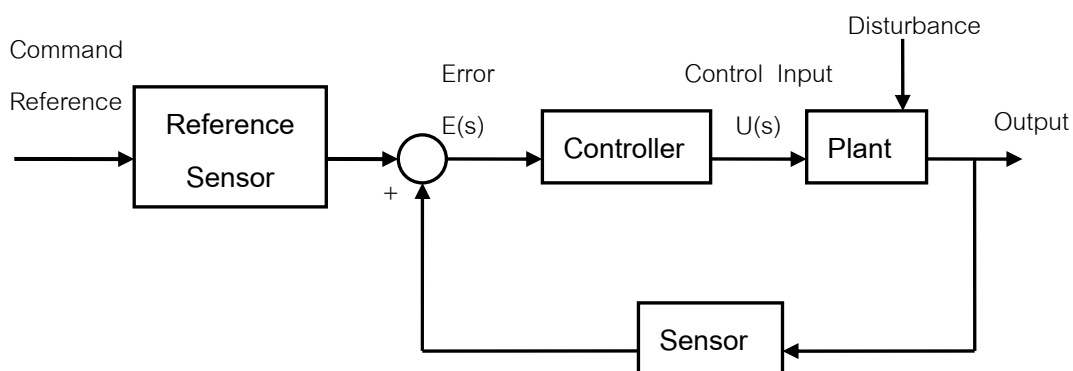 Disturbance
Command
Error
Control Input
Reference
Reference
Sensor
E(s)
Controller
U(s)
Plant
Output
+
Sensor